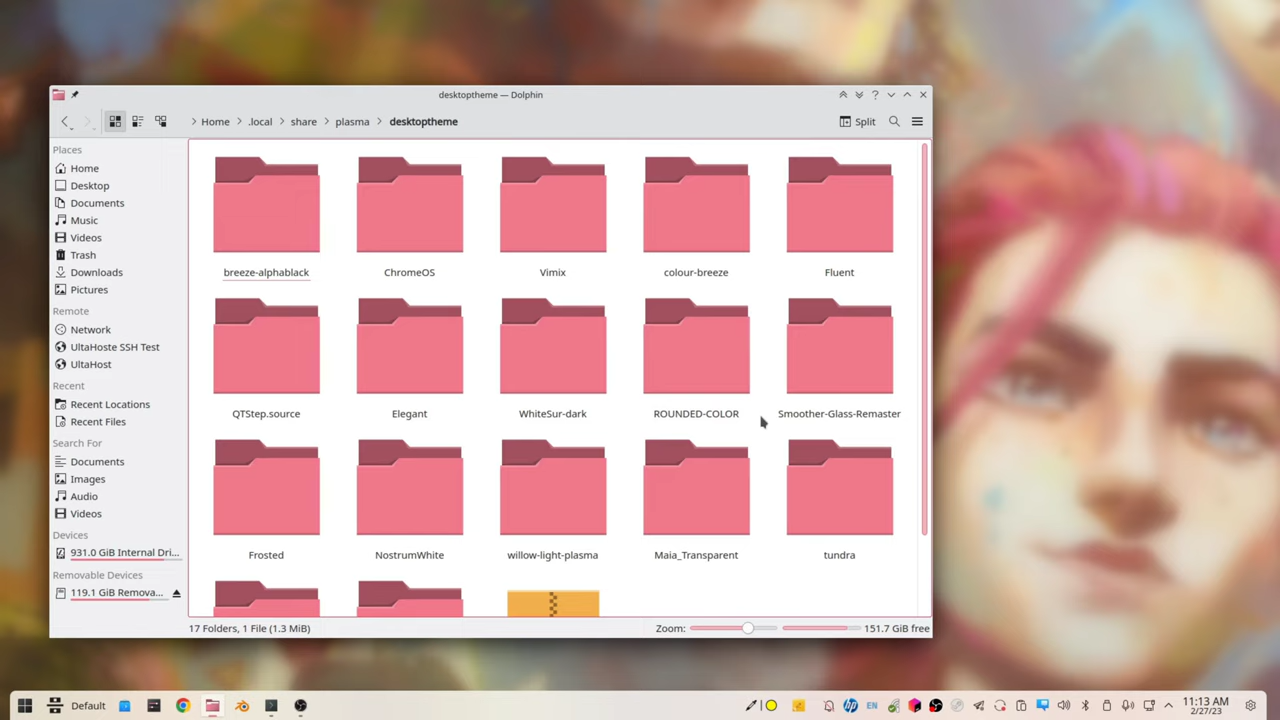 desktoptheme — Dolphin
Home > .local > share > plasma > desktoptheme
Split
Places
Home
Desktop
Documents
Music
Videos
Trash
Downloads
Pictures
Remote
Network
UltaHoste SSH Test
UltaHost
Recent
Recent Locations
Recent Files
Search For
Documents
Images
Audio
Videos
Devices
931.0 GiB Internal Dri...
Removable Devices
119.1 GiB Remova...
breeze-alphablack ChromeOS Vimix colour-breeze Fluent
QTStep.source Elegant WhiteSur-dark ROUNDED-COLOR Smoother-Glass-Remaster
Frosted NostrumWhite willow-light-plasma Maia_Transparent tundra
17 Folders, 1 File (1.3 MiB) Zoom: 151.7 GiB free
Default EN 11:13 AM
2/27/23